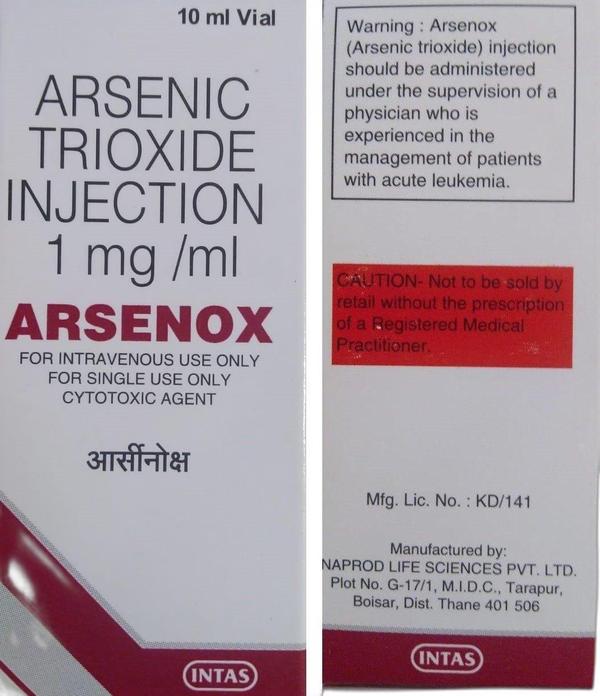 10 ml Vial
ARSENIC
TRIOXIDE
INJECTION
1 mg /ml
ARSENOX
FOR INTRAVENOUS USE ONLY
FOR SINGLE USE ONLY
CYTOTOXIC AGENT
आर्सीनोक्ष
INTAS
Warning : Arsenox
(Arsenic trioxide) injection
should be administered
under the supervision of a
physician who is
experienced in the
management of patients
with acute leukemia.
CAUTION- Not to be sold by
retail without the prescription
of a Registered Medical
Practitioner.
Mfg. Lic. No. : KD/141
Manufactured by:
NAPROD LIFE SCIENCES PVT. LTD.
Plot No. G-17/1, M.I.D.C., Tarapur,
Boisar, Dist. Thane 401 506
INTAS